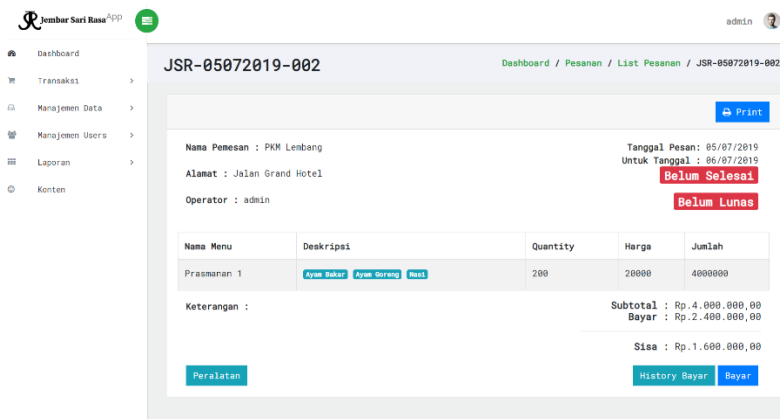 JR Jembar Sari Rasa App
admin
Dashboard
Transaksi
Manajemen Data
Manajemen Users
Laporan
Konten
JSR-05072019-002
Dashboard / Pesanan / List Pesanan / JSR-05072019-002
Print
Nama Pemesan : PKM Lembang
Alamat : Jalan Grand Hotel
Operator : admin
Tanggal Pesan: 05/07/2019
Untuk Tanggal : 06/07/2019
Belum Selesai
Belum Lunas
Nama Menu Deskripsi Quantity Harga Jumlah
Prasmanan 1 Ayam Bakar Ayam Goreng Nasi 200 20000 4000000
Keterangan :
Subtotal : Rp.4.000.000,00
Bayar : Rp.2.400.000,00
Sisa : Rp.1.600.000,00
Peralatan
History Bayar Bayar